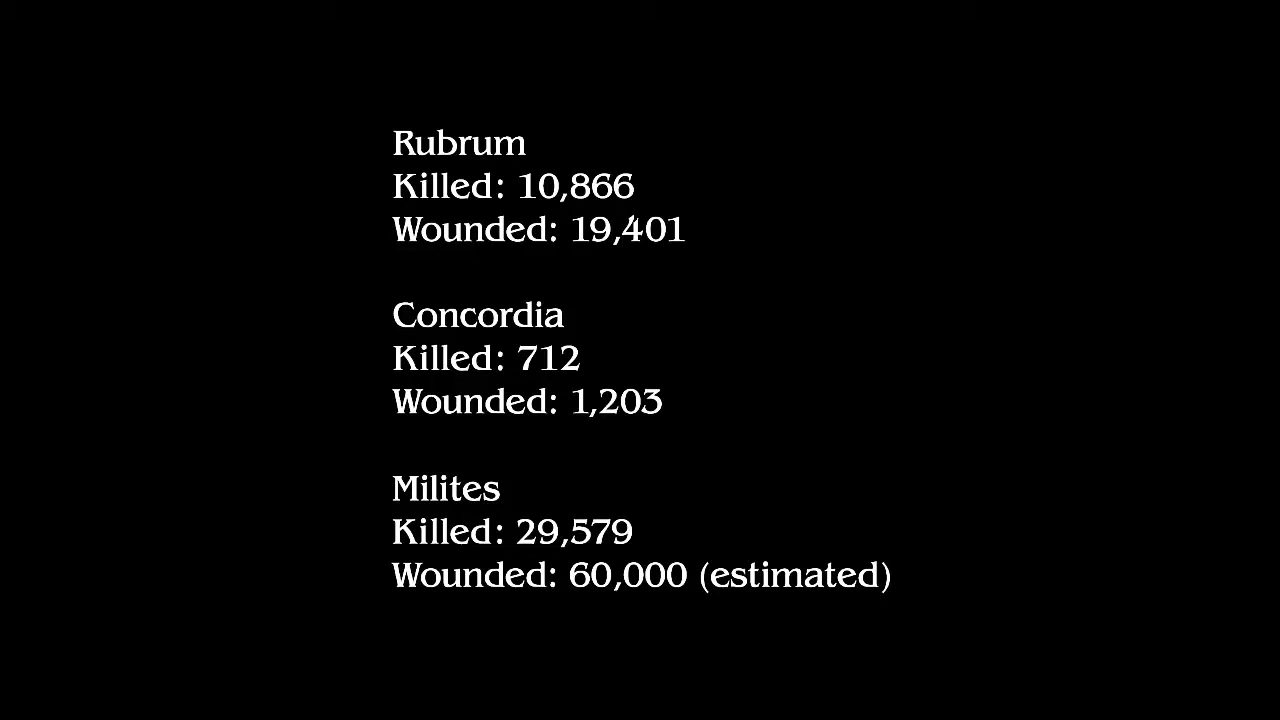 Rubrum
Killed: 10,866
Wounded: 19,401
Concordia
Killed: 712
Wounded: 1,203
Milites
Killed: 29,579
Wounded: 60,000 (estimated)